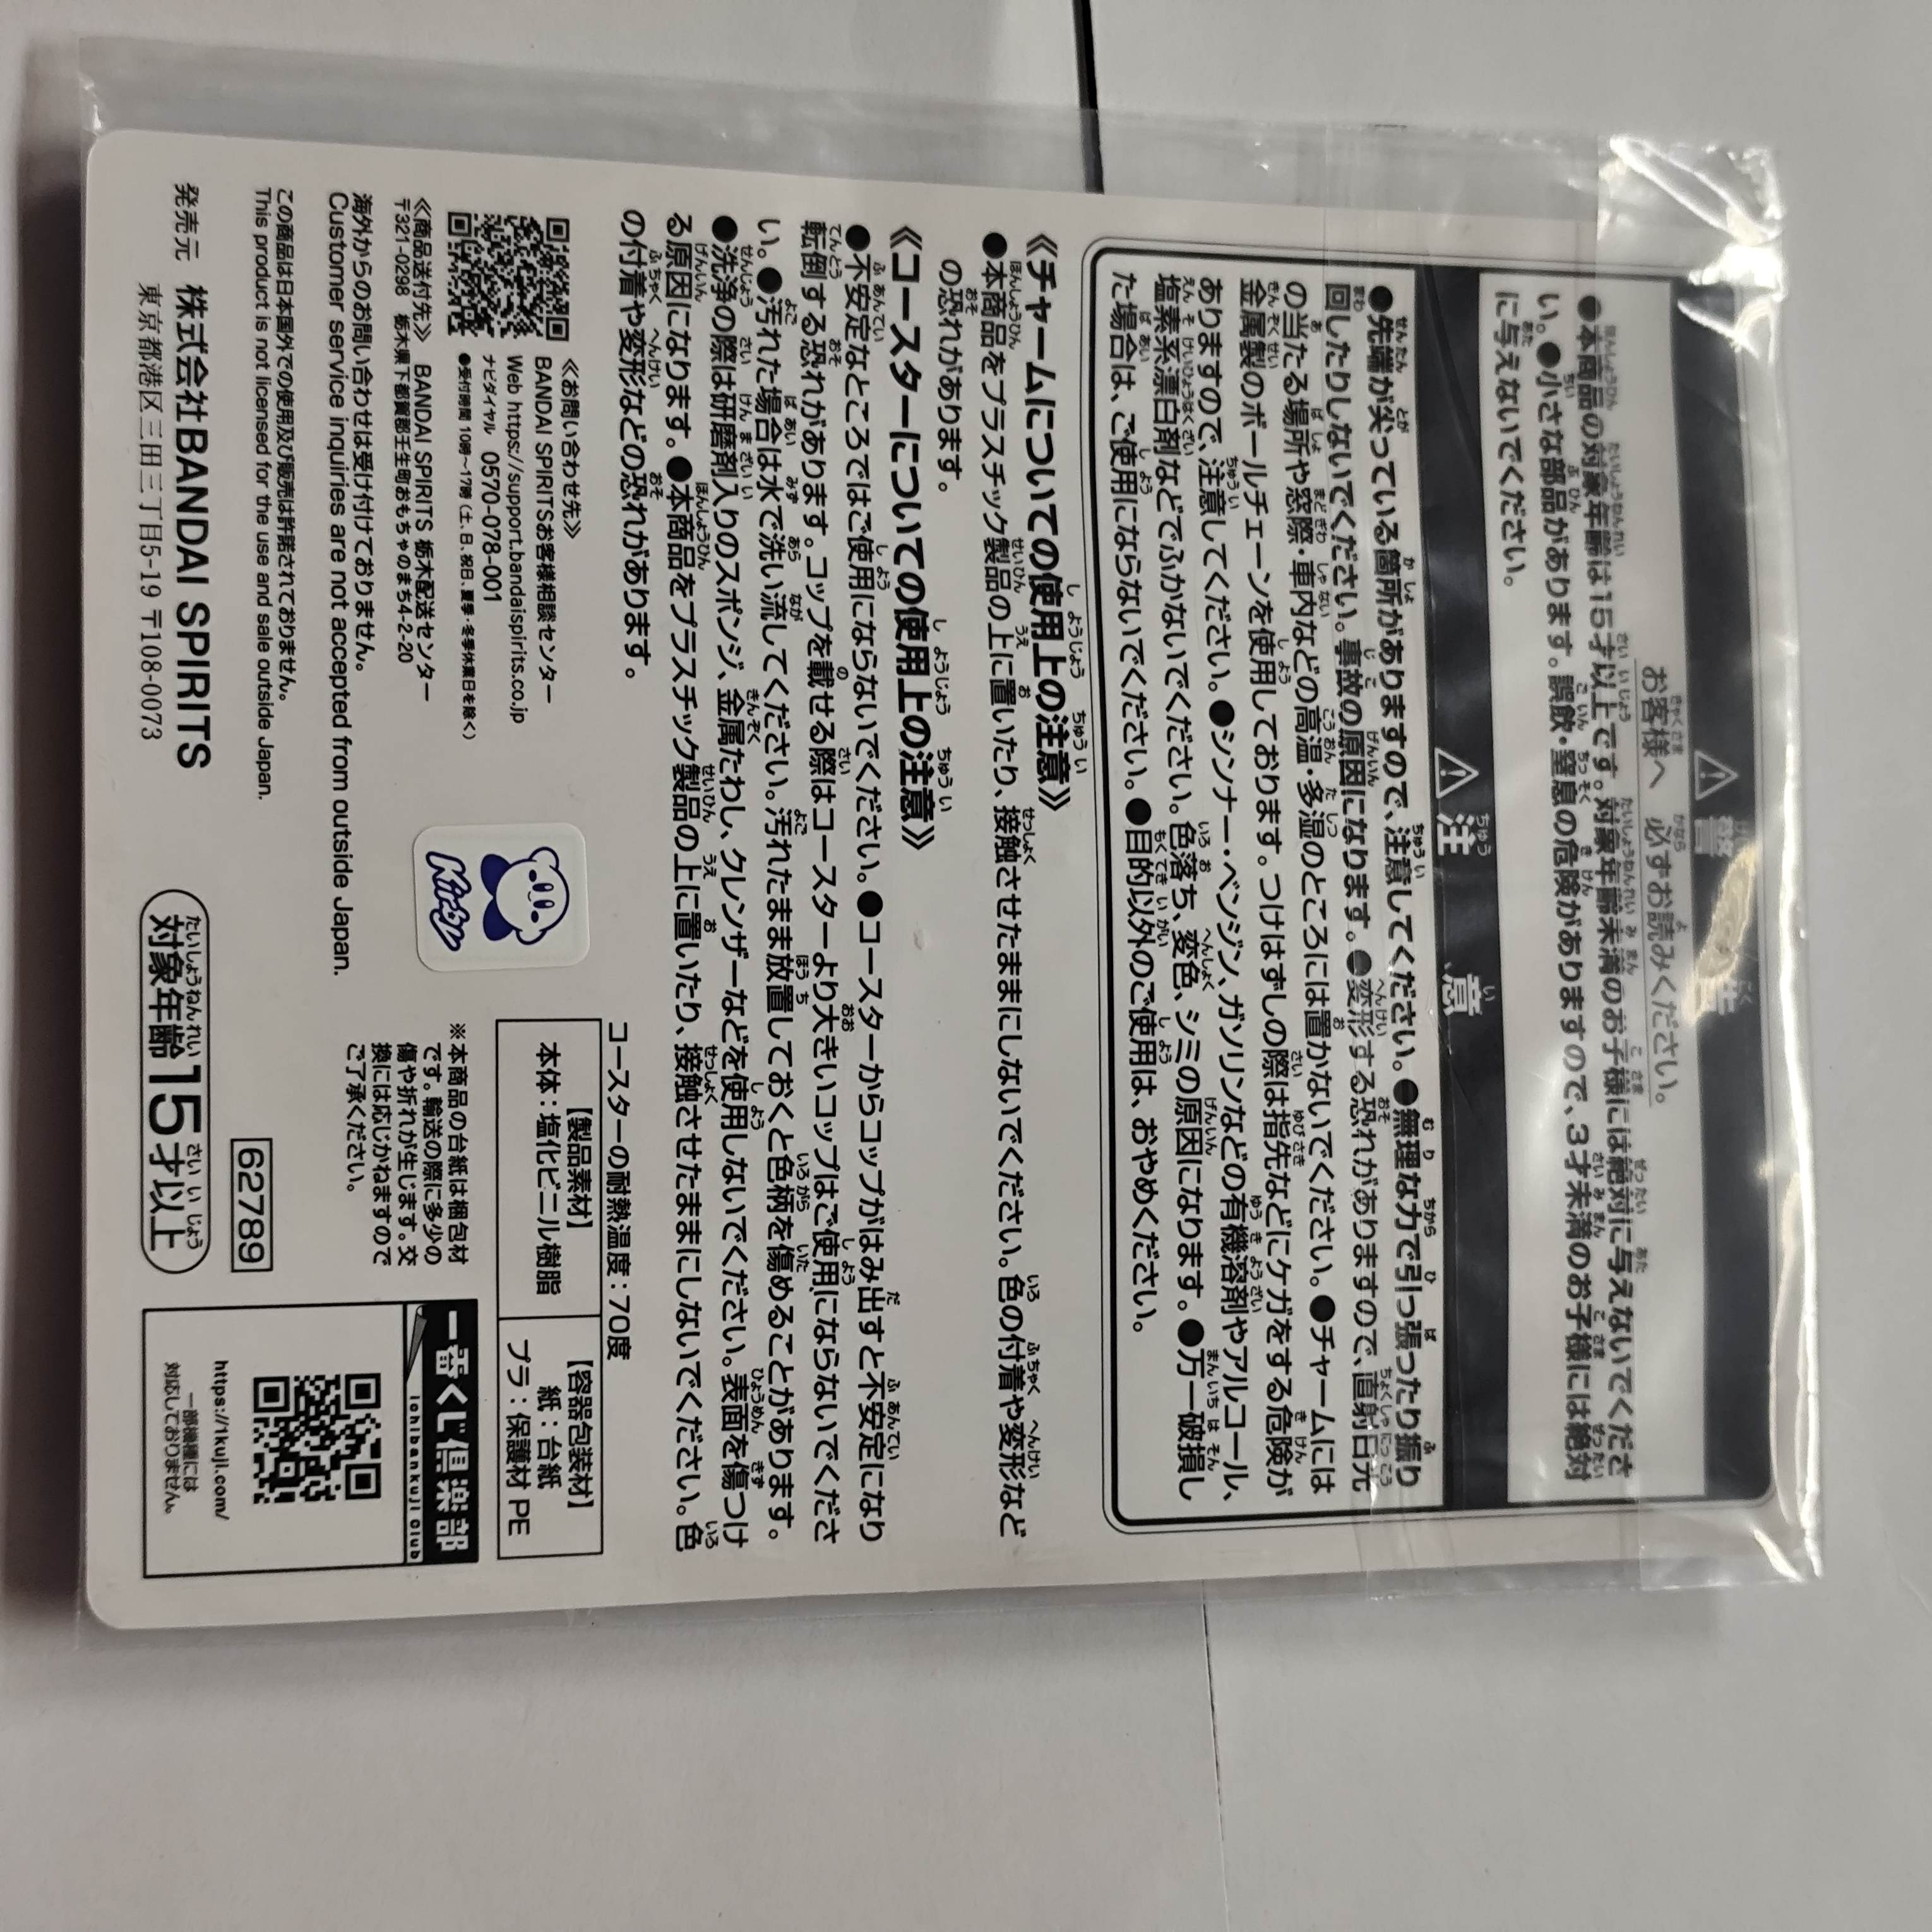 警告
お客様へ 必ずお読みください。
●本商品の対象年齢は15才以上です。対象年齢未満のお子様には絶対に与えないでくださ
い。●小さな部品があります。誤飲・窒息の危険がありますので、3才未満のお子様には絶対
に与えないでください。
注意
●先端が尖っている箇所がありますので、注意してください。●無理な力で引っ張ったり振り
回したりしないでください。事故の原因になります。●変形する恐れがありますので、直射日光
の当たる場所や窓際・車内などの高温・多湿のところには置かないでください。●チャームには
金属製のボールチェーンを使用しております。つけはずしの際は指先などにケガをする危険が
ありますので、注意してください。●シンナー・ベンジン、ガソリンなどの有機溶剤やアルコール、
塩素系漂白剤などでふかないでください。色落ち、変色、シミの原因になります。●万一破損し
た場合は、ご使用にならないでください。●目的以外のご使用は、おやめください。
《チャームについての使用上の注意》
●本商品をプラスチック製品の上に置いたり、接触させたままにしないでください。色の付着や変形など
の恐れがあります。
《コースターについての使用上の注意》
●不安定なところではご使用にならないでください。●コースターからコップがはみ出すと不安定になり
転倒する恐れがあります。コップを載せる際はコースターより大きいコップはご使用にならないでくださ
い。●汚れた場合は水で洗い流してください。汚れたまま放置しておくと色柄を傷めることがあります。
●洗浄の際は研磨剤入りのスポンジ、金属たわし、クレンザーなどを使用しないでください。表面を傷つけ
る原因になります。●本商品をプラスチック製品の上に置いたり、接触させたままにしないでください。色
の付着や変形などの恐れがあります。
コースターの耐熱温度：70度
【製品素材】
本体：塩化ビニル樹脂
【容器包装材】
紙：台紙
プラ：保護材 PE
《お問い合わせ先》
BANDAI SPIRITSお客様相談センター
Web https://support.bandaispirits.co.jp
ナビダイヤル 0570-078-001
●受付時間 10時〜17時（土、日、祝日、夏季・冬季休業日を除く）
《商品送付先》 BANDAI SPIRITS 栃木配送センター
〒321-0298 栃木県下都賀郡壬生町おもちゃのまち4-2-20
海外からのお問い合わせは受け付けておりません。
Customer service inquiries are not accepted from outside Japan.
この商品は日本国外での使用及び販売は許諾されておりません。
This product is not licensed for the use and sale outside Japan.
発売元 株式会社BANDAI SPIRITS
東京都港区三田三丁目5-19 〒108-0073
Kirby
※本商品の台紙は梱包材
です。輸送の際に多少の
傷や折れが生じます。交
換には応じかねますので
ご了承ください。
62789
対象年齢15才以上
一番くじ倶楽部
Ichibankuji Club
https://1kuji.com/
一部機種には
対応しておりません。